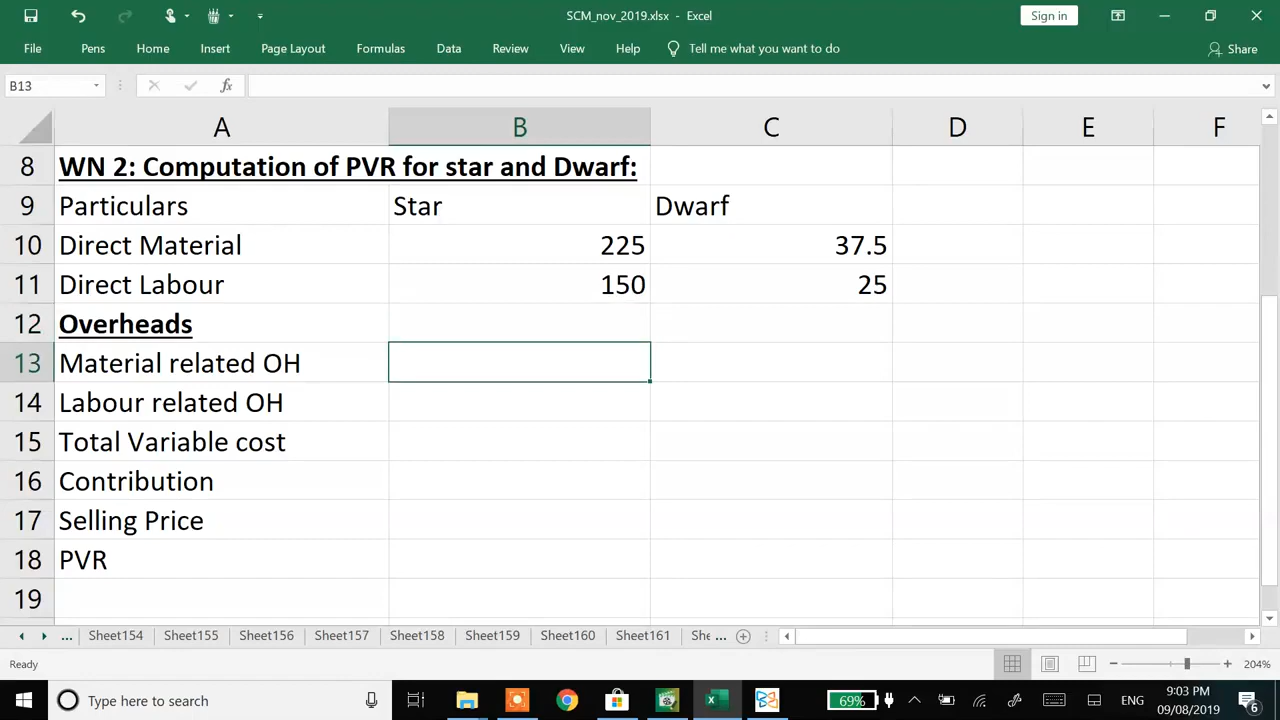 SCM_nov_2019.xlsx - Excel
Sign in
File Pens Home Insert Page Layout Formulas Data Review View Help Tell me what you want to do Share
B13 fx
A B C D E F
8 WN 2: Computation of PVR for star and Dwarf:
9 Particulars Star Dwarf
10 Direct Material 225 37.5
11 Direct Labour 150 25
12 Overheads
13 Material related OH
14 Labour related OH
15 Total Variable cost
16 Contribution
17 Selling Price
18 PVR
19
... Sheet154 Sheet155 Sheet156 Sheet157 Sheet158 Sheet159 Sheet160 Sheet161 She ...
Ready 204%
Type here to search 69% ENG 9:03 PM
09/08/2019 6